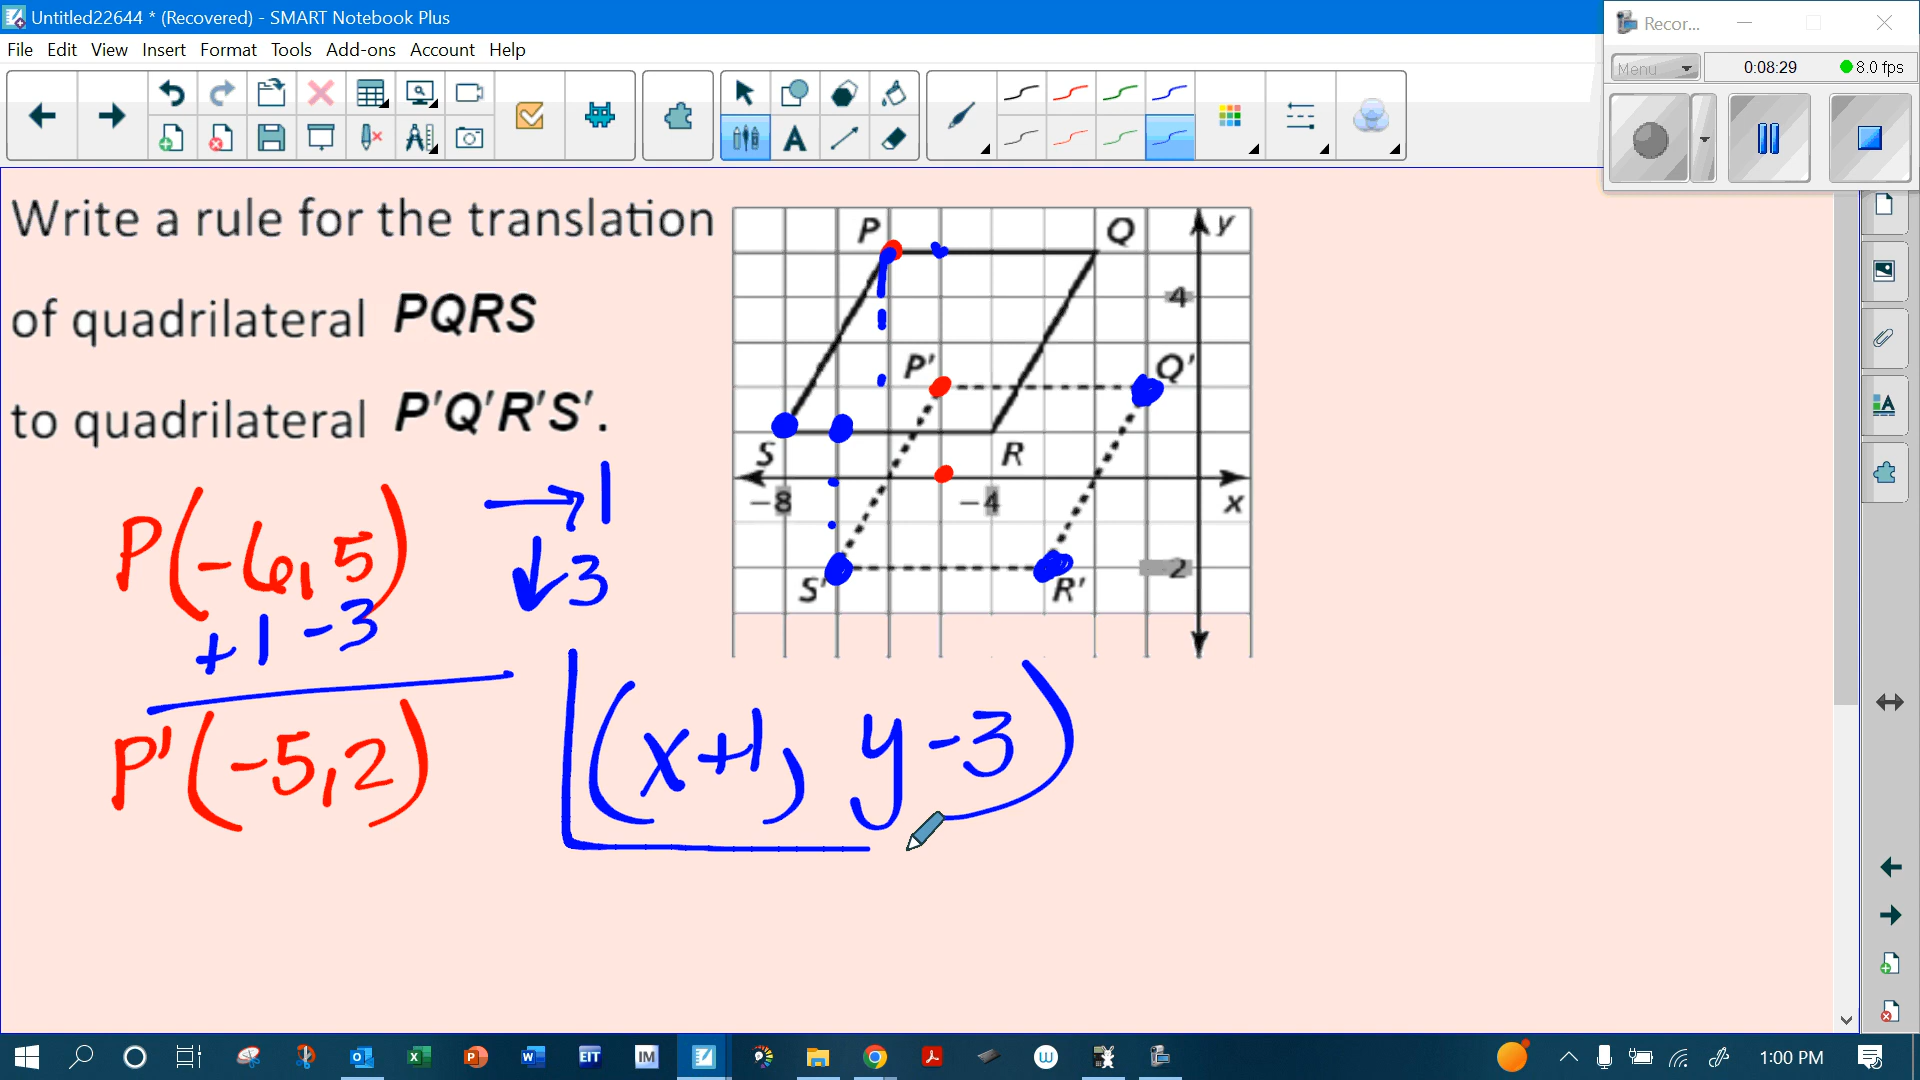 Untitled22644 * (Recovered) - SMART Notebook Plus
File Edit View Insert Format Tools Add-ons Account Help
Recor...
Menu 0:08:29 8.0 fps
Write a rule for the translation
of quadrilateral PQRS
to quadrilateral P'Q'R'S'.
P Q y
4
P' Q'
S R
-8 -4 x
S' R' -2
P(-6, 5)
+1 -3
P'(-5, 2)
→1
↓3
(x+1, y-3)
EIT IM
1:00 PM